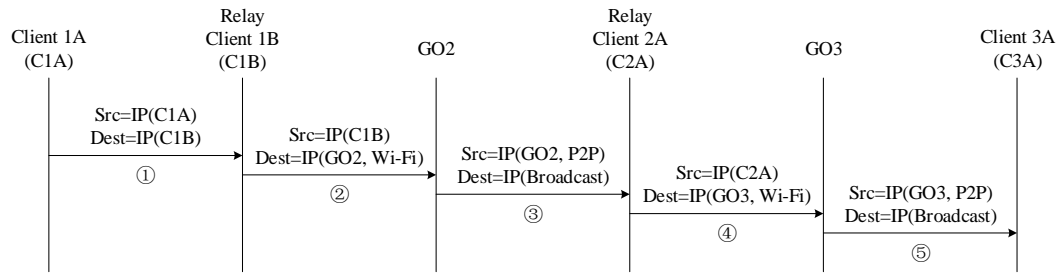 Client 1A
(C1A)
Relay
Client 1B
(C1B)
GO2
Relay
Client 2A
(C2A)
GO3
Client 3A
(C3A)
Src=IP(C1A)
Dest=IP(C1B)
①
Src=IP(C1B)
Dest=IP(GO2, Wi-Fi)
②
Src=IP(GO2, P2P)
Dest=IP(Broadcast)
③
Src=IP(C2A)
Dest=IP(GO3, Wi-Fi)
④
Src=IP(GO3, P2P)
Dest=IP(Broadcast)
⑤